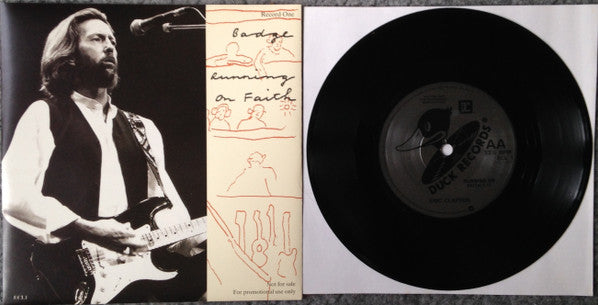 Record One
Badge
Running
On Faith
Not for sale
For promotional use only
ECL1
DUCK RECORDS
AA
RUNNING ON
ERIC CLAPTON